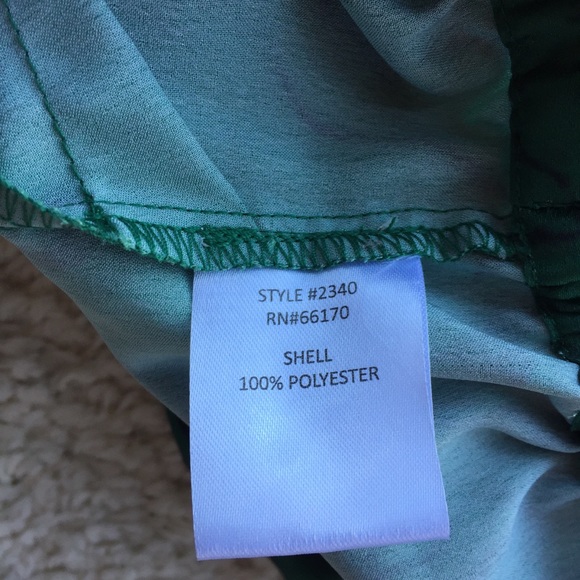 STYLE #2340
RN#66170
SHELL
100% POLYESTER